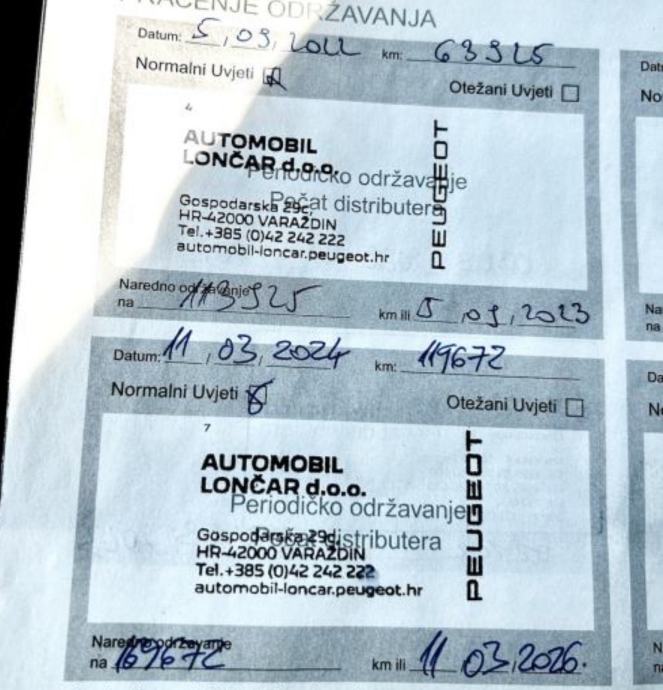 PRAĆENJE ODRŽAVANJA
Datum: 5,09,2022 km: 63925
Normalni Uvjeti Otežani Uvjeti
4
AUTOMOBIL
LONČAR d.o.o.
Periodičko održavanje
Pečat distributera
Gospodarska 29c,
HR-42000 VARAŽDIN
Tel.+385 (0)42 242 222
automobil-loncar.peugeot.hr
PEUGEOT
Naredno održavanje
na 113925 km ili 5,09,2023
Datum: 11,03,2024 km: 119672
Normalni Uvjeti Otežani Uvjeti
7
AUTOMOBIL
LONČAR d.o.o.
Periodičko održavanje
Pečat distributera
Gospodarska 29c,
HR-42000 VARAŽDIN
Tel.+385 (0)42 242 222
automobil-loncar.peugeot.hr
PEUGEOT
Naredno održavanje
na 169672 km ili 11,03,2026.